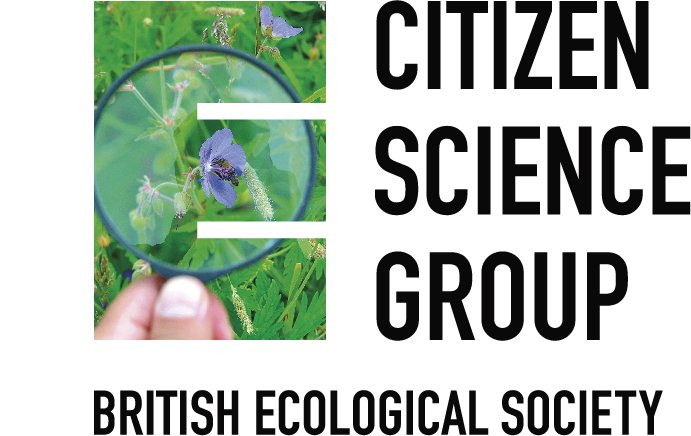 CITIZEN
SCIENCE
GROUP
BRITISH ECOLOGICAL SOCIETY